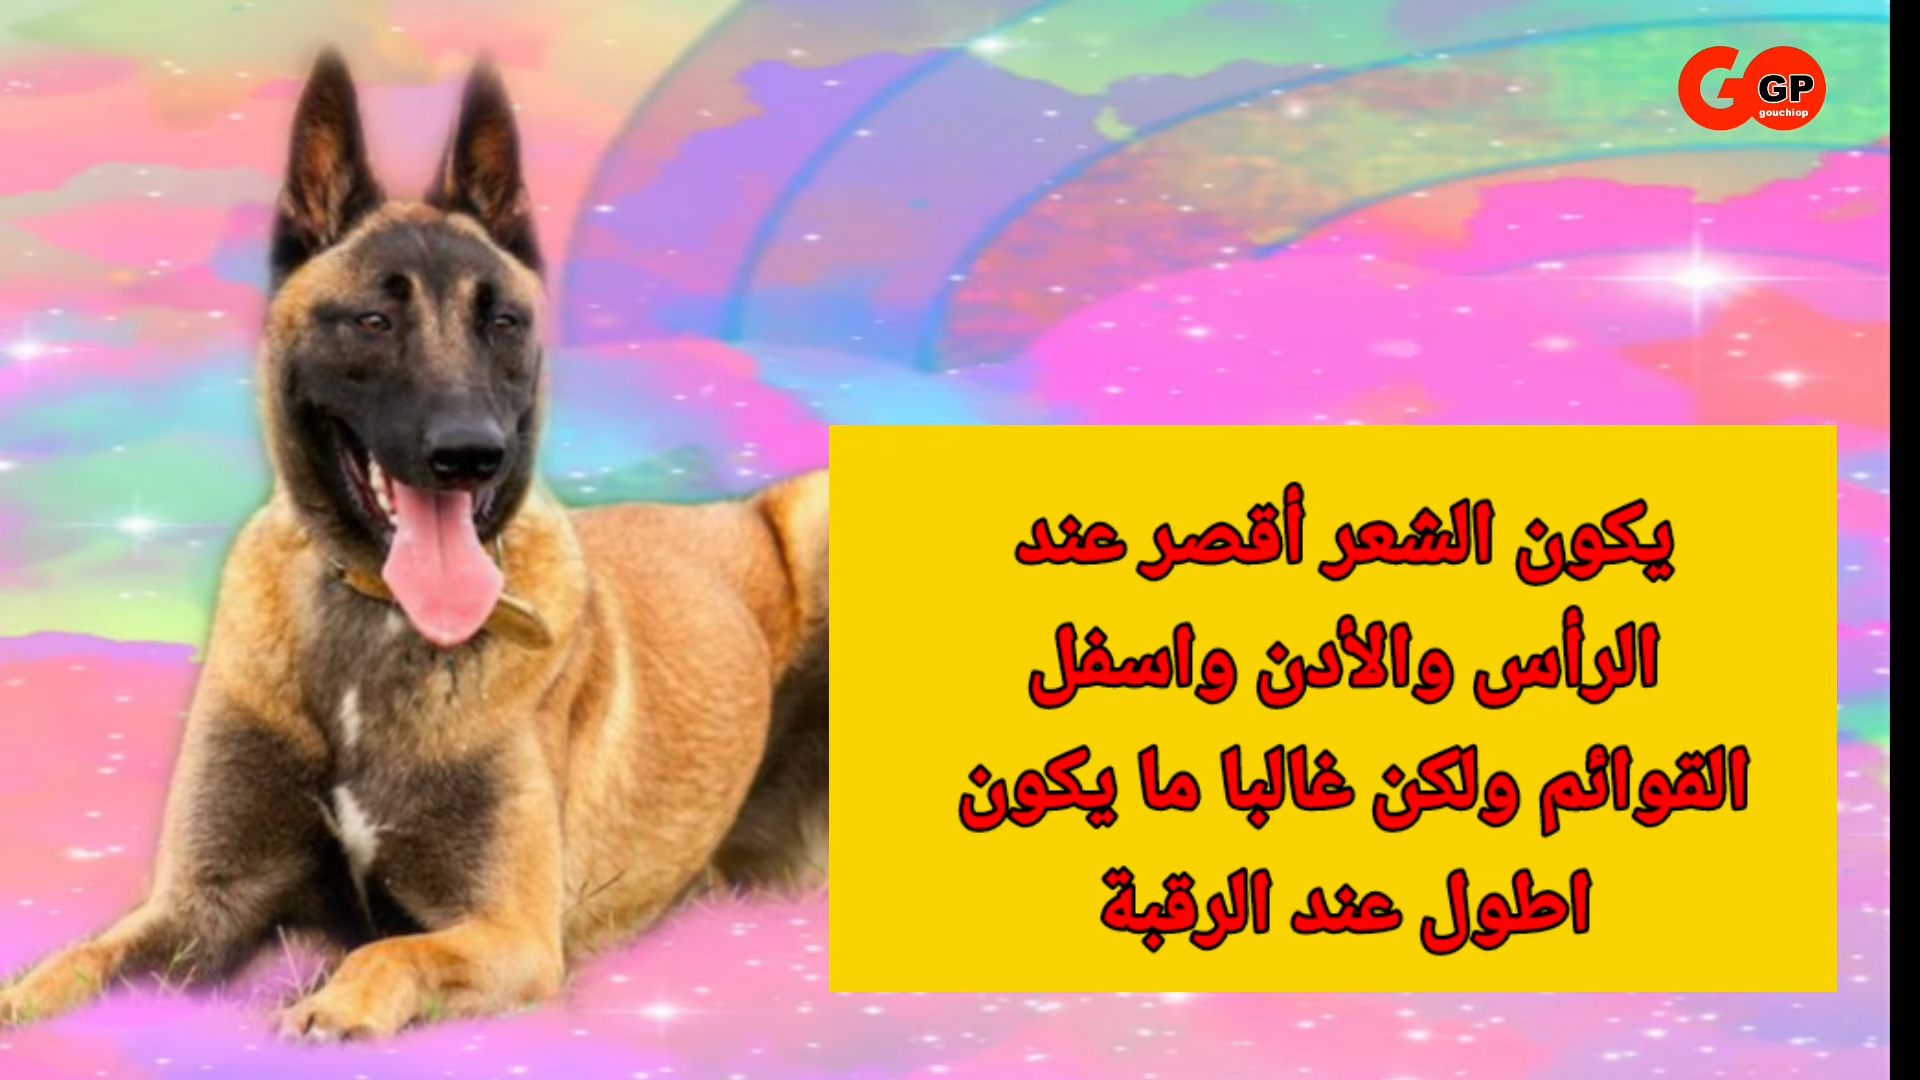 GP
gouchiop
يكون الشعر أقصر عند
الرأس والأدن واسفل
القوائم ولكن غالبا ما يكون
اطول عند الرقبة